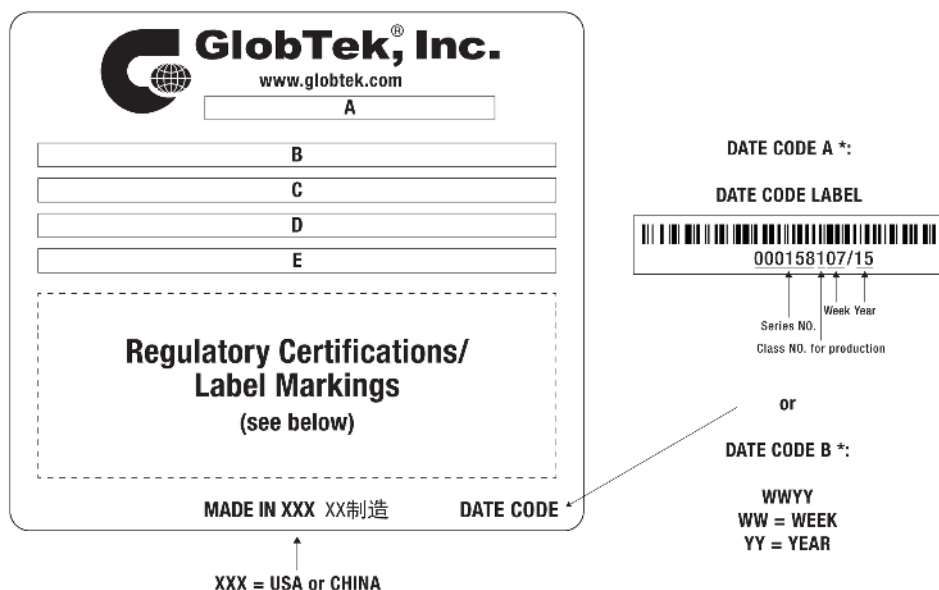 GlobTek,® Inc.
www.globtek.com
A
B
C
D
E
Regulatory Certifications/
Label Markings
(see below)
MADE IN XXX XX制造
DATE CODE
XXX = USA or CHINA
DATE CODE A *:
DATE CODE LABEL
000158107/15
Week Year
Series NO.
Class NO. for production
or
DATE CODE B *:
WWYY
WW = WEEK
YY = YEAR